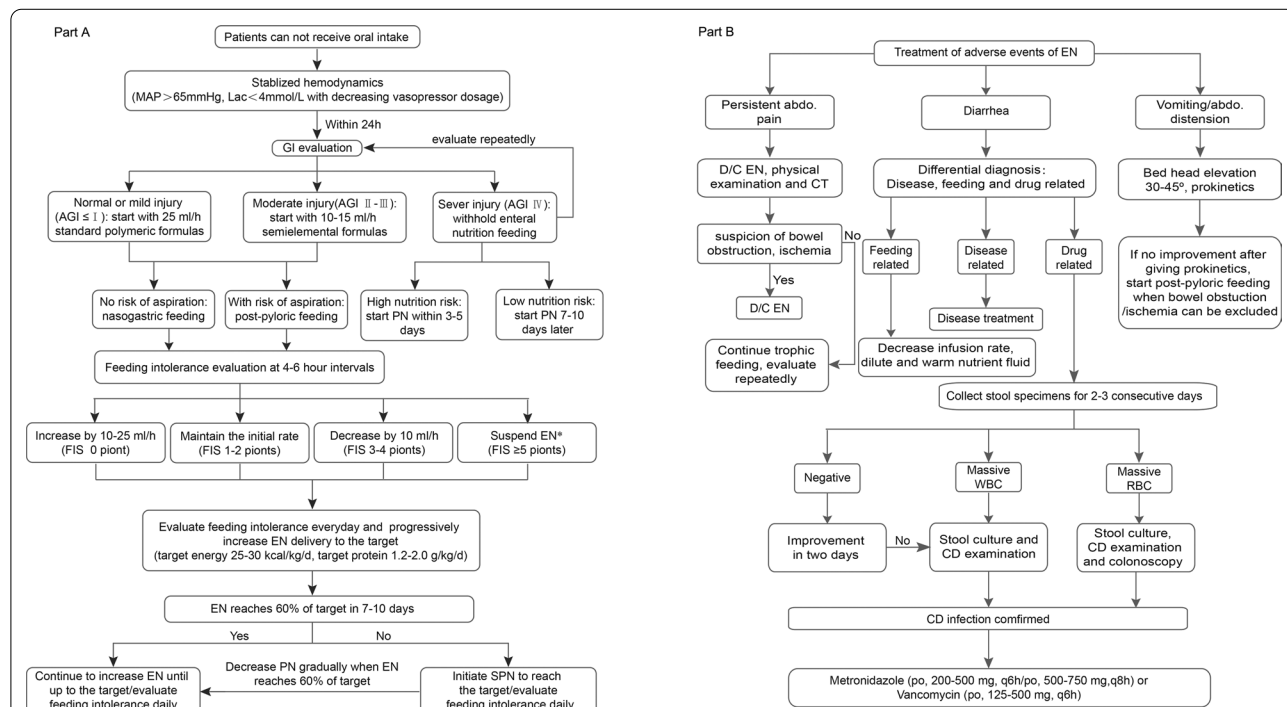 Part A
Patients can not receive oral intake
Stablized hemodynamics
(MAP＞65mmHg, Lac＜4mmol/L with decreasing vasopressor dosage)
Within 24h
GI evaluation
evaluate repeatedly
Normal or mild injury
(AGI ≤ Ⅰ): start with 25 ml/h
standard polymeric formulas
Moderate injury(AGI Ⅱ-Ⅲ):
start with 10-15 ml/h
semielemental formulas
Sever injury (AGI Ⅳ):
withhold enteral
nutrition feeding
No risk of aspiration:
nasogastric feeding
With risk of aspiration:
post-pyloric feeding
High nutrition risk:
start PN within 3-5
days
Low nutrition risk:
start PN 7-10
days later
Feeding intolerance evaluation at 4-6 hour intervals
Increase by 10-25 ml/h
(FIS 0 piont)
Maintain the initial rate
(FIS 1-2 pionts)
Decrease by 10 ml/h
(FIS 3-4 pionts)
Suspend EN*
(FIS ≥5 pionts)
Evaluate feeding intolerance everyday and progressively
increase EN delivery to the target
(target energy 25-30 kcal/kg/d, target protein 1.2-2.0 g/kg/d)
EN reaches 60% of target in 7-10 days
Yes
No
Continue to increase EN until
up to the target/evaluate
feeding intolerance daily
Decrease PN gradually when EN
reaches 60% of target
Initiate SPN to reach
the target/evaluate
feeding intolerance daily
Part B
Treatment of adverse events of EN
Persistent abdo.
pain
Diarrhea
Vomiting/abdo.
distension
D/C EN, physical
examination and CT
Differential diagnosis:
Disease, feeding and drug related
Bed head elevation
30-45°, prokinetics
suspicion of bowel
obstruction, ischemia
No
Yes
D/C EN
Continue trophic
feeding, evaluate
repeatedly
Feeding
related
Disease
related
Drug
related
Disease treatment
Decrease infusion rate,
dilute and warm nutrient fluid
If no improvement after
giving prokinetics,
start post-pyloric feeding
when bowel obstuction
/ischemia can be excluded
Collect stool specimens for 2-3 consecutive days
Negative
Massive
WBC
Massive
RBC
Improvement
in two days
No
Stool culture and
CD examination
Stool culture,
CD examination
and colonoscopy
CD infection comfirmed
Metronidazole (po, 200-500 mg, q6h/po, 500-750 mg,q8h) or
Vancomycin (po, 125-500 mg, q6h)